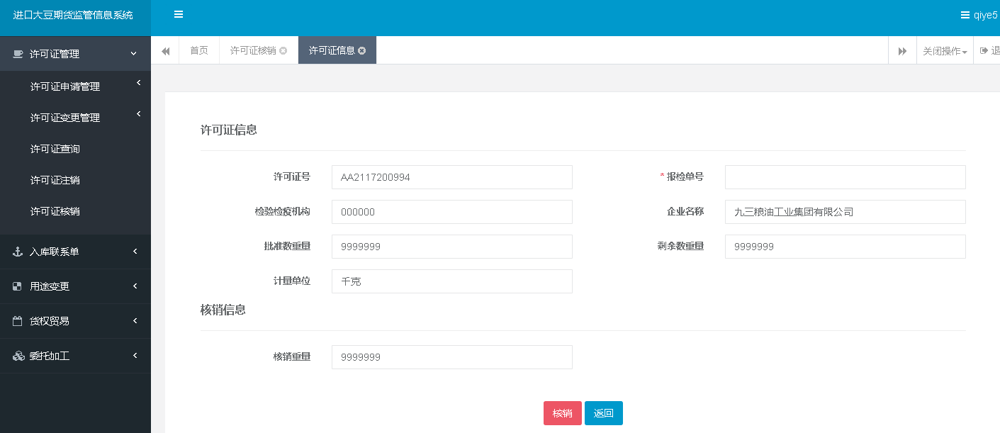 进口大豆期货监管信息系统
qiye5
许可证管理
许可证申请管理
许可证变更管理
许可证查询
许可证注销
许可证核销
入库联系单
用途变更
货权贸易
委托加工
首页
许可证核销
许可证信息
关闭操作
退
许可证信息
许可证号 AA2117200994
* 报检单号
检验检疫机构 000000
企业名称 九三粮油工业集团有限公司
批准数重量 9999999
剩余数重量 9999999
计量单位 千克
核销信息
核销重量 9999999
核销 返回